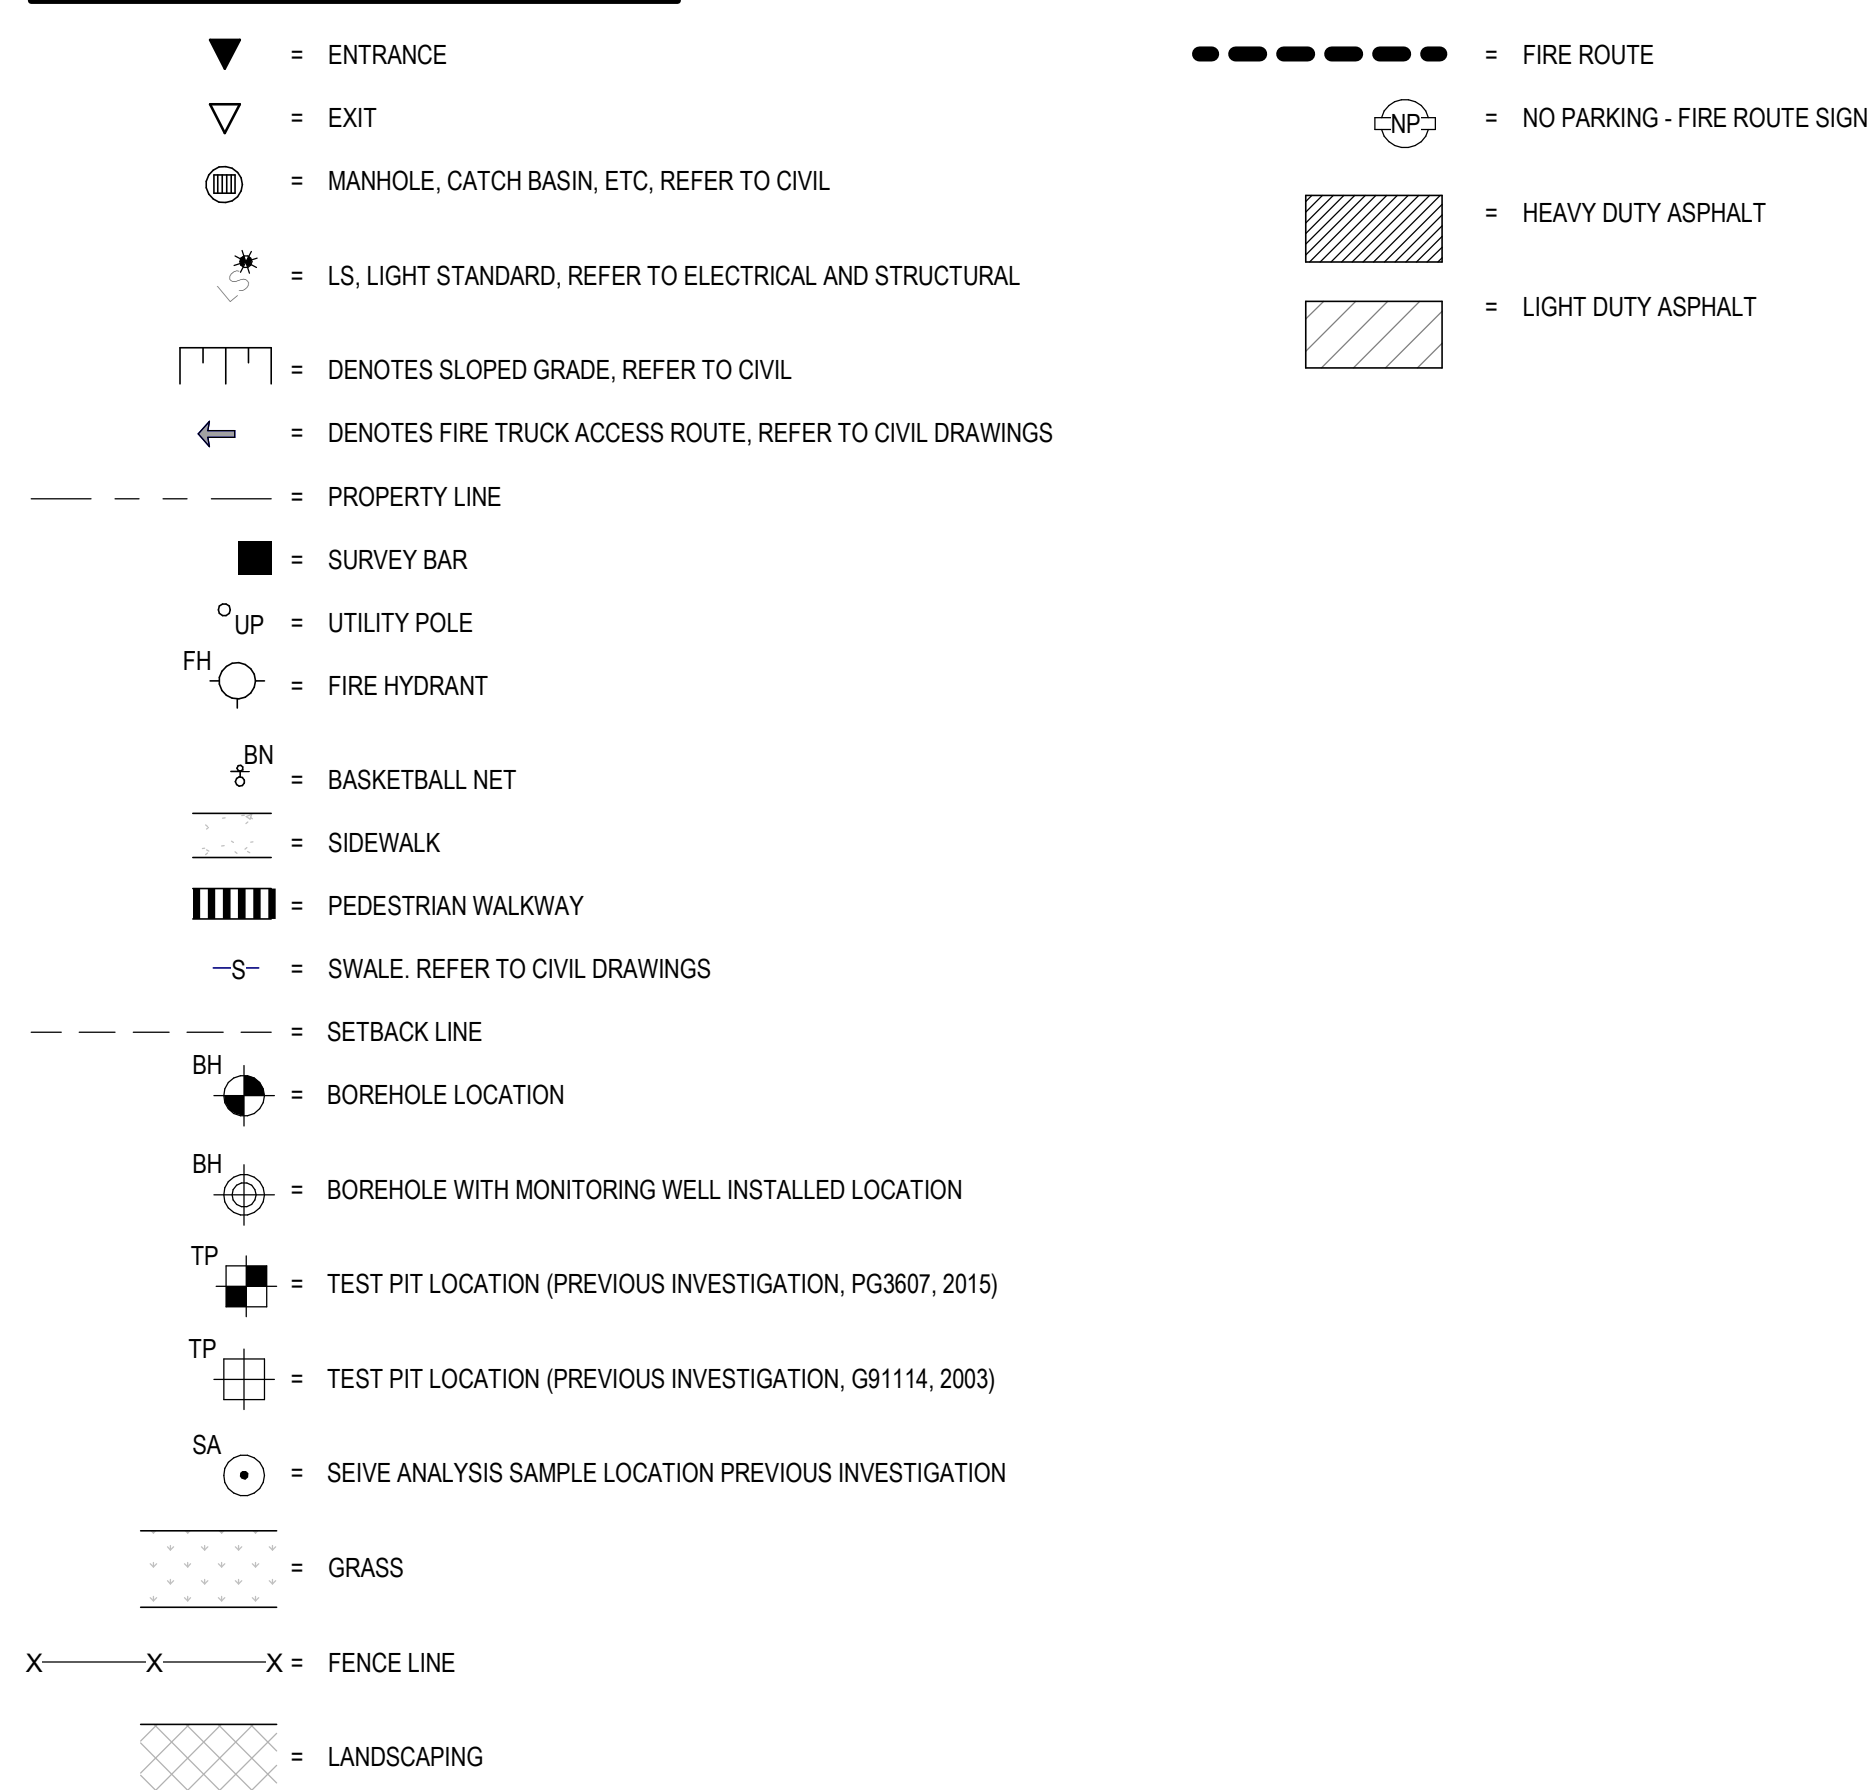 = ENTRANCE
= EXIT
= MANHOLE, CATCH BASIN, ETC, REFER TO CIVIL
LS = LS, LIGHT STANDARD, REFER TO ELECTRICAL AND STRUCTURAL
= DENOTES SLOPED GRADE, REFER TO CIVIL
= DENOTES FIRE TRUCK ACCESS ROUTE, REFER TO CIVIL DRAWINGS
= PROPERTY LINE
= SURVEY BAR
UP = UTILITY POLE
FH = FIRE HYDRANT
BN = BASKETBALL NET
= SIDEWALK
= PEDESTRIAN WALKWAY
S = SWALE. REFER TO CIVIL DRAWINGS
= SETBACK LINE
BH = BOREHOLE LOCATION
BH = BOREHOLE WITH MONITORING WELL INSTALLED LOCATION
TP = TEST PIT LOCATION (PREVIOUS INVESTIGATION, PG3607, 2015)
TP = TEST PIT LOCATION (PREVIOUS INVESTIGATION, G91114, 2003)
SA = SEIVE ANALYSIS SAMPLE LOCATION PREVIOUS INVESTIGATION
= GRASS
X X X = FENCE LINE
= LANDSCAPING
= FIRE ROUTE
NP = NO PARKING - FIRE ROUTE SIGN
= HEAVY DUTY ASPHALT
= LIGHT DUTY ASPHALT